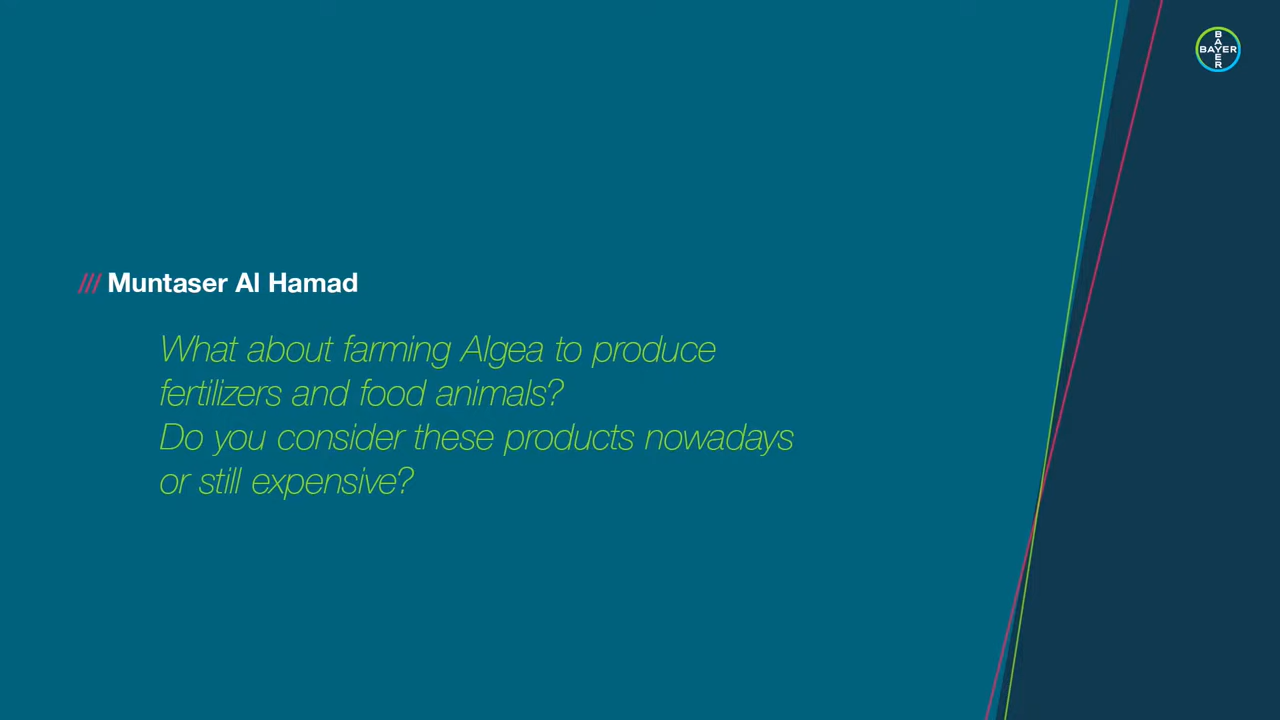 BAYER
BAYER
/// Muntaser Al Hamad
What about farming Algea to produce
fertilizers and food animals?
Do you consider these products nowadays
or still expensive?